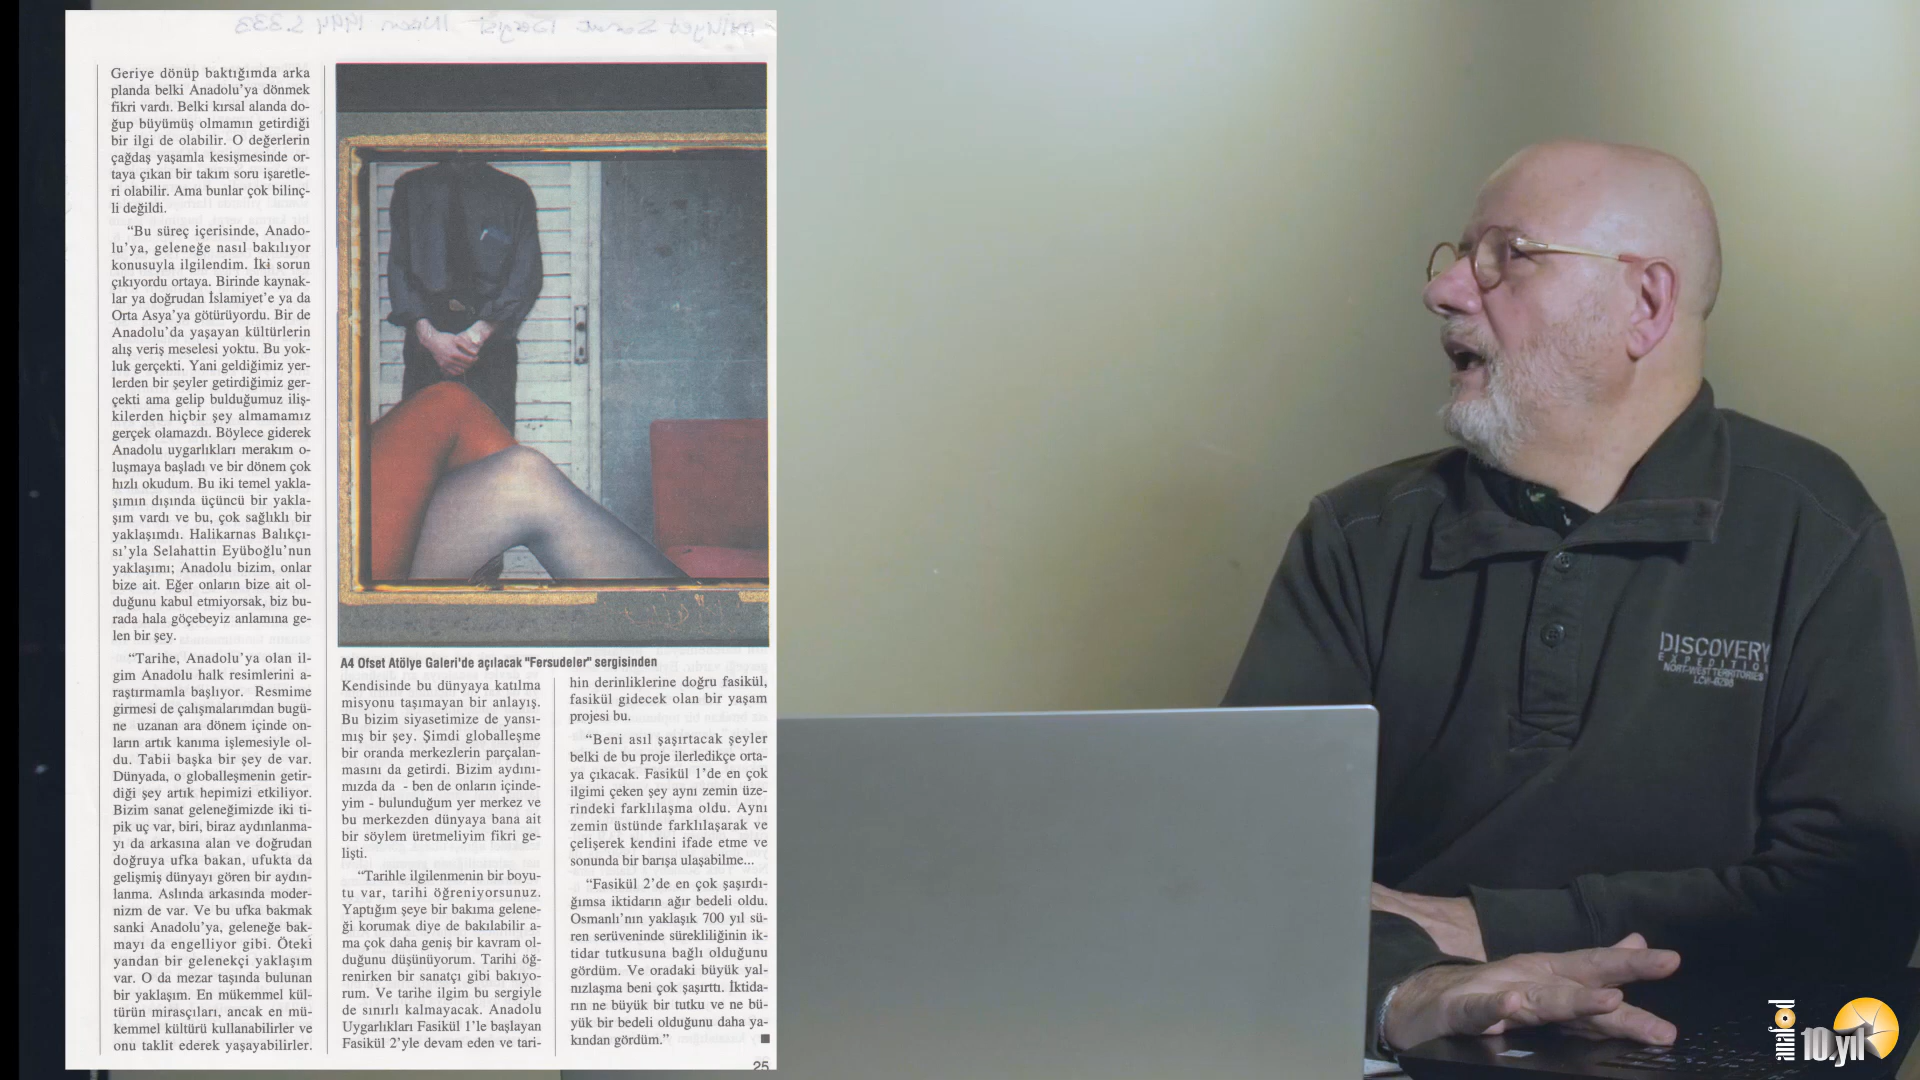 Geriye dönüp baktığımda arka
planda belki Anadolu'ya dönmek
fikri vardı. Belki kırsal alanda do-
ğup büyümüş olmamın getirdiği
bir ilgi de olabilir. O değerlerin
çağdaş yaşamla kesişmesinde or-
taya çıkan bir takım soru işaretle-
ri olabilir. Ama bunlar çok bilinç-
li değildi.
"Bu süreç içerisinde, Anado-
lu'ya, geleneğe nasıl bakılıyor
konusuyla ilgilendim. İki sorun
çıkıyordu ortaya. Birinde kaynak-
lar ya doğrudan İslamiyet'e ya da
Orta Asya'ya götürüyordu. Bir de
Anadolu'da yaşayan kültürlerin
alış veriş meselesi yoktu. Bu yok-
luk gerçekti. Yani geldiğimiz yer-
lerden bir şeyler getirdiğimiz ger-
çekti ama gelip bulduğumuz iliş-
kilerden hiçbir şey almamamız
gerçek olamazdı. Böylece giderek
Anadolu uygarlıkları merakım o-
luşmaya başladı ve bir dönem çok
hızlı okudum. Bu iki temel yakla-
şımın dışında üçüncü bir yakla-
şım vardı ve bu, çok sağlıklı bir
yaklaşımdı. Halikarnas Balıkçı-
sı'yla Selahattin Eyüboğlu'nun
yaklaşımı; Anadolu bizim, onlar
bize ait. Eğer onların bize ait ol-
duğunu kabul etmiyorsak, biz bu-
rada hala göçebeyiz anlamına ge-
len bir şey.
"Tarihe, Anadolu'ya olan il-
gim Anadolu halk resimlerini a-
raştırmamla başlıyor. Resmime
girmesi de çalışmalarımdan bugü-
ne uzanan ara dönem içinde on-
ların artık kanıma işlemesiyle ol-
du. Tabii başka bir şey de var.
Dünyada, o globalleşmenin getir-
diği şey artık hepimizi etkiliyor.
Bizim sanat geleneğimizde iki ti-
pik uç var, biri, biraz aydınlanma-
yı da arkasına alan ve doğrudan
doğruya ufka bakan, ufukta da
gelişmiş dünyayı gören bir aydın-
lanma. Aslında arkasında moder-
nizm de var. Ve bu ufka bakmak
sanki Anadolu'ya, geleneğe bak-
mayı da engelliyor gibi. Öteki
yandan bir gelenekçi yaklaşım
var. O da mezar taşında bulunan
bir yaklaşım. En mükemmel kül-
türün mirasçıları, ancak en mü-
kemmel kültürü kullanabilirler ve
onu taklit ederek yaşayabilirler.
A4 Ofset Atölye Galeri'de açılacak "Fersudeler" sergisinden
Kendisinde bu dünyaya katılma
misyonu taşımayan bir anlayış.
Bu bizim siyasetimize de yansı-
mış bir şey. Şimdi globalleşme
bir oranda merkezlerin parçalan-
masını da getirdi. Bizim aydını-
mızda da - ben de onların içinde-
yim - bulunduğum yer merkez ve
bu merkezden dünyaya bana ait
bir söylem üretmeliyim fikri ge-
lişti.
"Tarihle ilgilenmenin bir boyu-
tu var, tarihi öğreniyorsunuz.
Yaptığım şeye bir bakıma gelene-
ği korumak diye de bakılabilir a-
ma çok daha geniş bir kavram ol-
duğunu düşünüyorum. Tarihi öğ-
renirken bir sanatçı gibi bakıyo-
rum. Ve tarihe ilgim bu sergiyle
de sınırlı kalmayacak. Anadolu
Uygarlıkları Fasikül 1'le başlayan
Fasikül 2'yle devam eden ve tari-
hin derinliklerine doğru fasikül,
fasikül gidecek olan bir yaşam
projesi bu.
"Beni asıl şaşırtacak şeyler
belki de bu proje ilerledikçe orta-
ya çıkacak. Fasikül 1'de en çok
ilgimi çeken şey aynı zemin üze-
rindeki farklılaşma oldu. Aynı
zemin üstünde farklılaşarak ve
çelişerek kendini ifade etme ve
sonunda bir barışa ulaşabilme...
"Fasikül 2'de en çok şaşırdı-
ğımsa iktidarın ağır bedeli oldu.
Osmanlı'nın yaklaşık 700 yıl sü-
ren serüveninde sürekliliğinin ik-
tidar tutkusuna bağlı olduğunu
gördüm. Ve oradaki büyük yal-
nızlaşma beni çok şaşırttı. İktida-
rın ne büyük bir tutku ve ne bü-
yük bir bedeli olduğunu daha ya-
kından gördüm."
25
DISCOVERY
EXPEDITION
NORT-WEST TERRITORIES
anafod
10.yıl